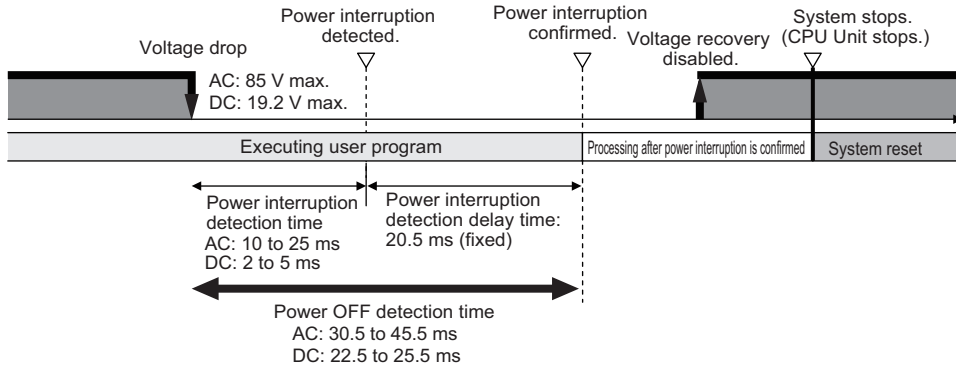 Power interruption
detected.
Power interruption
confirmed.
System stops.
(CPU Unit stops.)
Voltage drop
Voltage recovery
disabled.
AC: 85 V max.
DC: 19.2 V max.
Executing user program
Processing after power interruption is confirmed
System reset
Power interruption
detection time
AC: 10 to 25 ms
DC: 2 to 5 ms
Power interruption
detection delay time:
20.5 ms (fixed)
Power OFF detection time
AC: 30.5 to 45.5 ms
DC: 22.5 to 25.5 ms